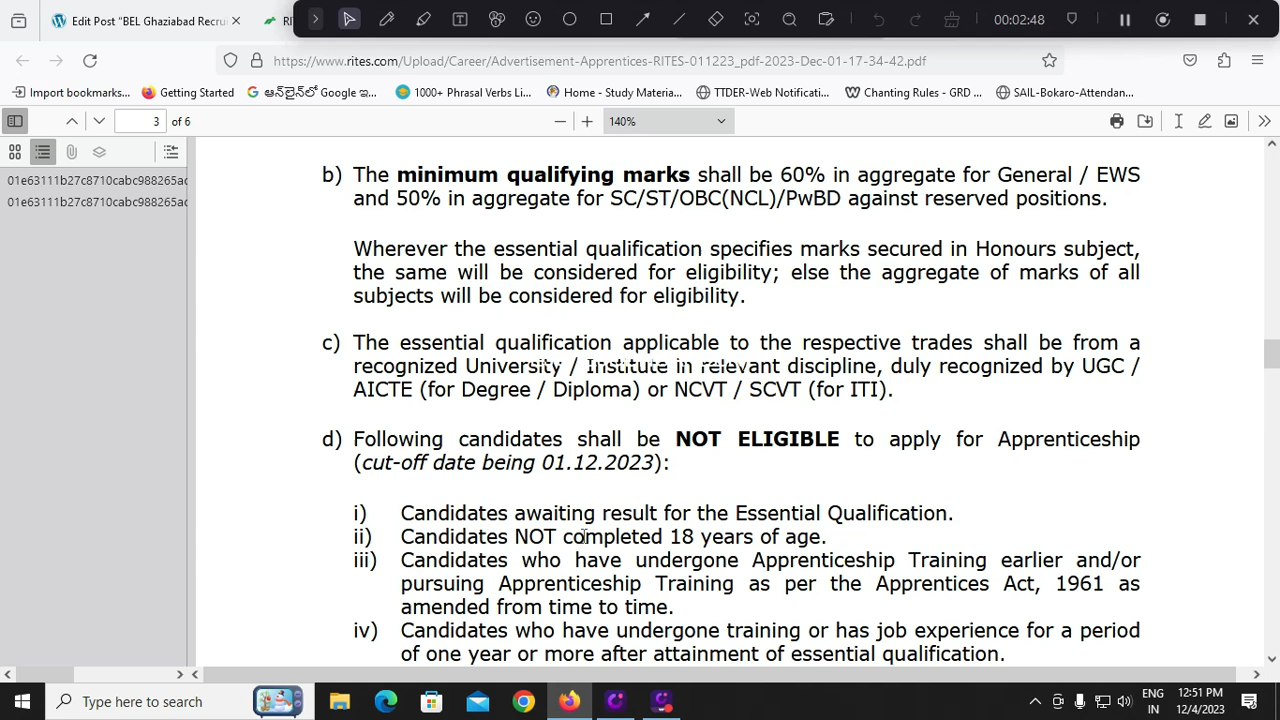 Edit Post “BEL Ghaziabad Recrui
RIT
00:02:48
https://www.rites.com/Upload/Career/Advertisement-Apprentices-RITES-011223_pdf-2023-Dec-01-17-34-42.pdf
Import bookmarks... Getting Started ఆన్‌లైన్‌లో Google ఇ... 1000+ Phrasal Verbs Li... Home - Study Materia... TTDER-Web Notificati... Chanting Rules - GRD ... SAIL-Bokaro-Attendan...
3 of 6 140%
01e63111b27c8710cabc988265ac
01e63111b27c8710cabc988265ac
b) The minimum qualifying marks shall be 60% in aggregate for General / EWS
and 50% in aggregate for SC/ST/OBC(NCL)/PwBD against reserved positions.
Wherever the essential qualification specifies marks secured in Honours subject,
the same will be considered for eligibility; else the aggregate of marks of all
subjects will be considered for eligibility.
c) The essential qualification applicable to the respective trades shall be from a
recognized University / Institute in relevant discipline, duly recognized by UGC /
AICTE (for Degree / Diploma) or NCVT / SCVT (for ITI).
d) Following candidates shall be NOT ELIGIBLE to apply for Apprenticeship
(cut-off date being 01.12.2023):
i) Candidates awaiting result for the Essential Qualification.
ii) Candidates NOT completed 18 years of age.
iii) Candidates who have undergone Apprenticeship Training earlier and/or
pursuing Apprenticeship Training as per the Apprentices Act, 1961 as
amended from time to time.
iv) Candidates who have undergone training or has job experience for a period
of one year or more after attainment of essential qualification.
Type here to search
ENG
IN
12:51 PM
12/4/2023